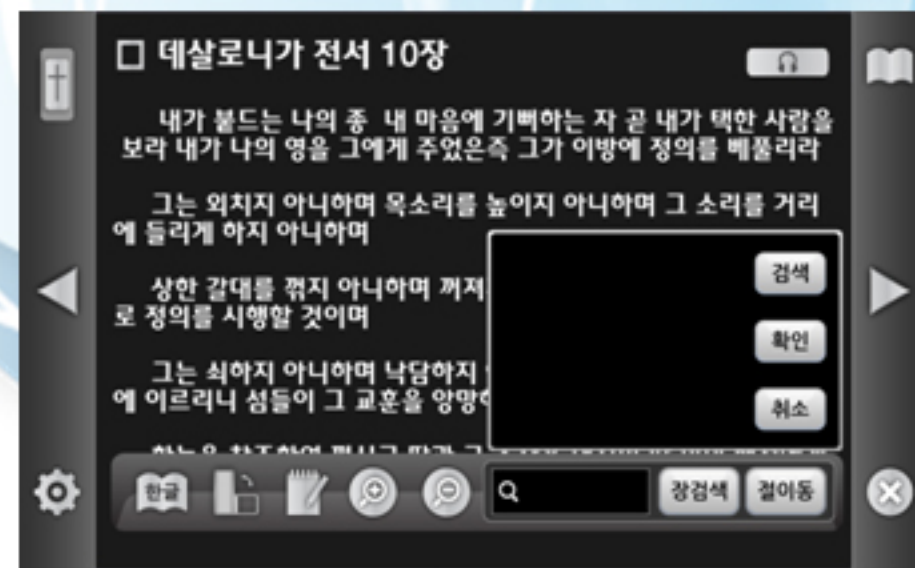 데살로니가 전서 10장
내가 붙드는 나의 종 내 마음에 기뻐하는 자 곧 내가 택한 사람을
보라 내가 나의 영을 그에게 주었은즉 그가 이방에 정의를 베풀리라
그는 외치지 아니하며 목소리를 높이지 아니하며 그 소리를 거리
에 들리게 하지 아니하며
상한 갈대를 꺾지 아니하며 꺼져
로 정의를 시행할 것이며
그는 쇠하지 아니하며 낙담하지
에 이르리니 섬들이 그 교훈을 앙망
검색
확인
취소
한글
장검색
절이동